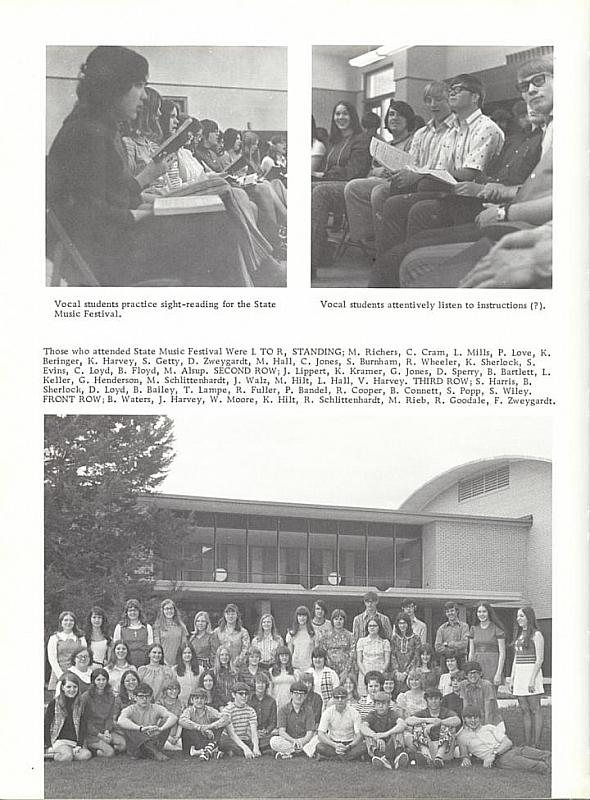 Vocal students practice sight-reading for the State
Music Festival.
Vocal students attentively listen to instructions (?).
Those who attended State Music Festival Were L TO R, STANDING; M. Richers, C. Cram, L. Mills, P. Love, K.
Beringer, K. Harvey, S. Getty, D. Zweygardt, M. Hall, C. Jones, S. Burnham, R. Wheeler, K. Sherlock, S.
Evins, C. Loyd, B. Floyd, M. Alsup. SECOND ROW; J. Lippert, K. Kramer, G. Jones, D. Sperry, B. Bartlett, L.
Keller, G. Henderson, M. Schlittenhardt, J. Walz, M. Hilt, L. Hall, V. Harvey. THIRD ROW; S. Harris, B.
Sherlock, D. Loyd, B. Bailey, T. Lampe, R. Fuller, P. Bandel, R. Cooper, B. Connett, S. Popp, S. Wiley.
FRONT ROW; B. Waters, J. Harvey, W. Moore, K. Hilt, R. Schlittenhardt, M. Rieb, R. Goodale, F. Zweygardt.